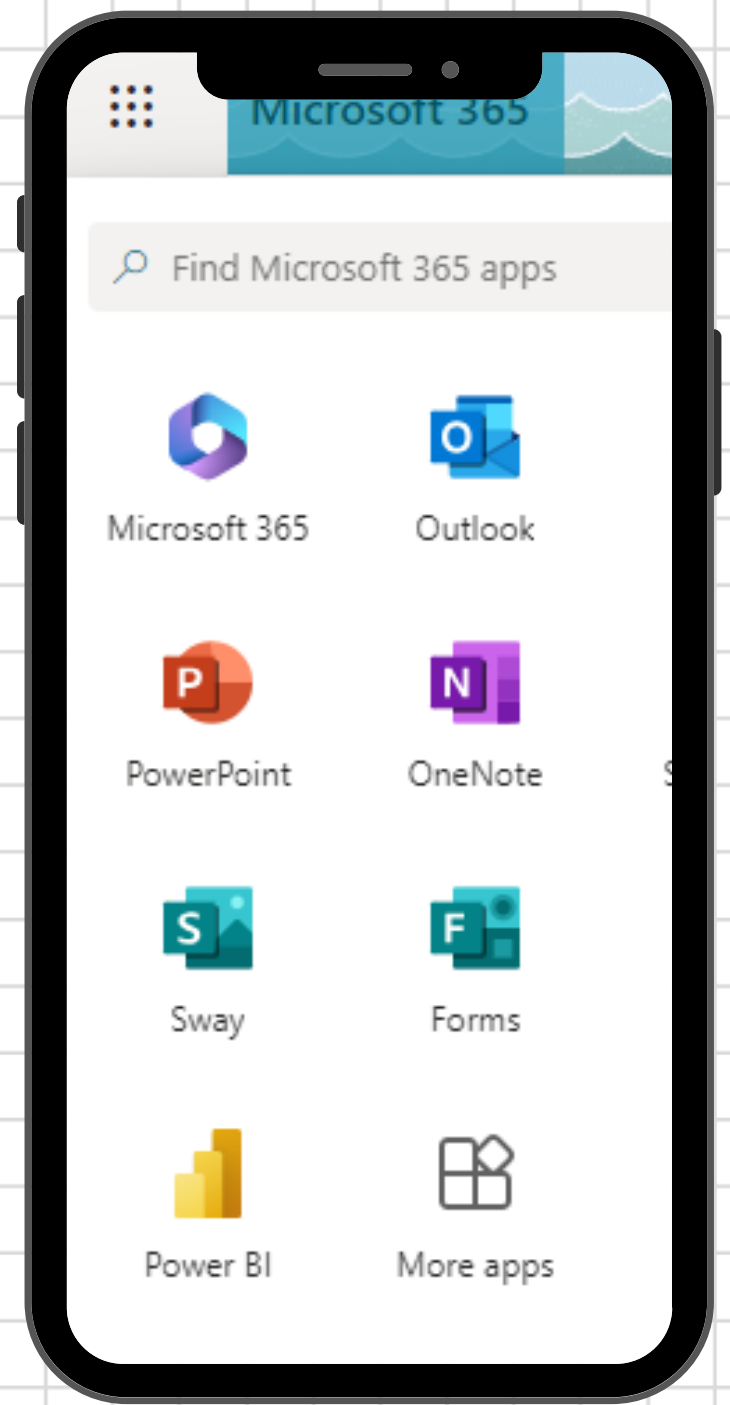 Microsoft 365
Find Microsoft 365 apps
O
Microsoft 365
Outlook
P
N
PowerPoint
OneNote
S
S
F
Sway
Forms
Power BI
More apps